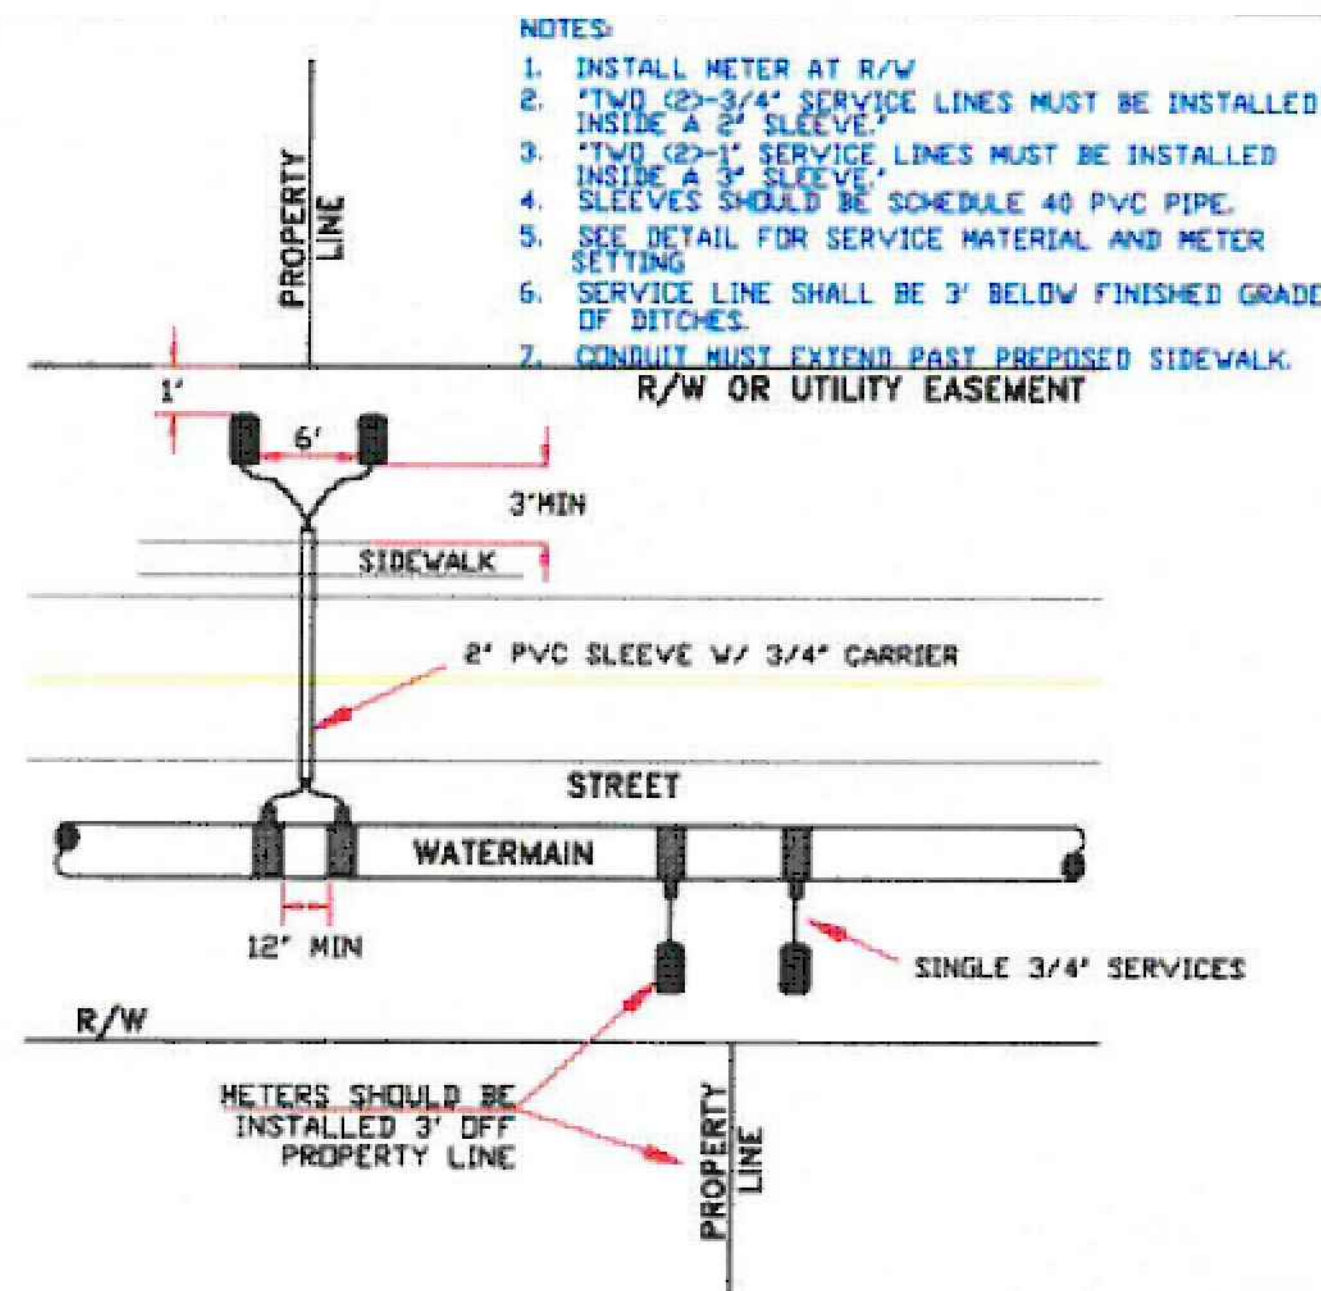 NOTES:
1. INSTALL METER AT R/W
2. "TWO (2)-3/4" SERVICE LINES MUST BE INSTALLED
INSIDE A 2" SLEEVE."
3. "TWO (2)-1" SERVICE LINES MUST BE INSTALLED
INSIDE A 3" SLEEVE."
4. SLEEVES SHOULD BE SCHEDULE 40 PVC PIPE.
5. SEE DETAIL FOR SERVICE MATERIAL AND METER
SETTING
6. SERVICE LINE SHALL BE 3' BELOW FINISHED GRADE
OF DITCHES.
7. CONDUIT MUST EXTEND PAST PREPOSED SIDEWALK.
PROPERTY
LINE
R/W OR UTILITY EASEMENT
1'
6'
3'MIN
SIDEWALK
2" PVC SLEEVE W/ 3/4" CARRIER
STREET
WATERMAIN
12" MIN
SINGLE 3/4" SERVICES
R/W
METERS SHOULD BE
INSTALLED 3' OFF
PROPERTY LINE
PROPERTY
LINE